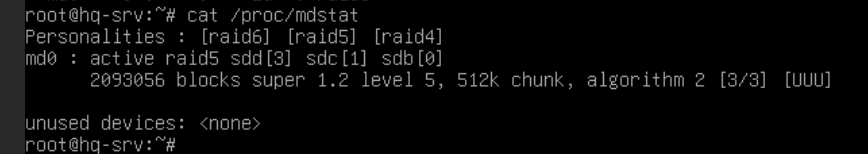 root@hq-srv:~# cat /proc/mdstat
Personalities : [raid6] [raid5] [raid4]
md0 : active raid5 sdd[3] sdc[1] sdb[0]
      2093056 blocks super 1.2 level 5, 512k chunk, algorithm 2 [3/3] [UUU]

unused devices: <none>
root@hq-srv:~#